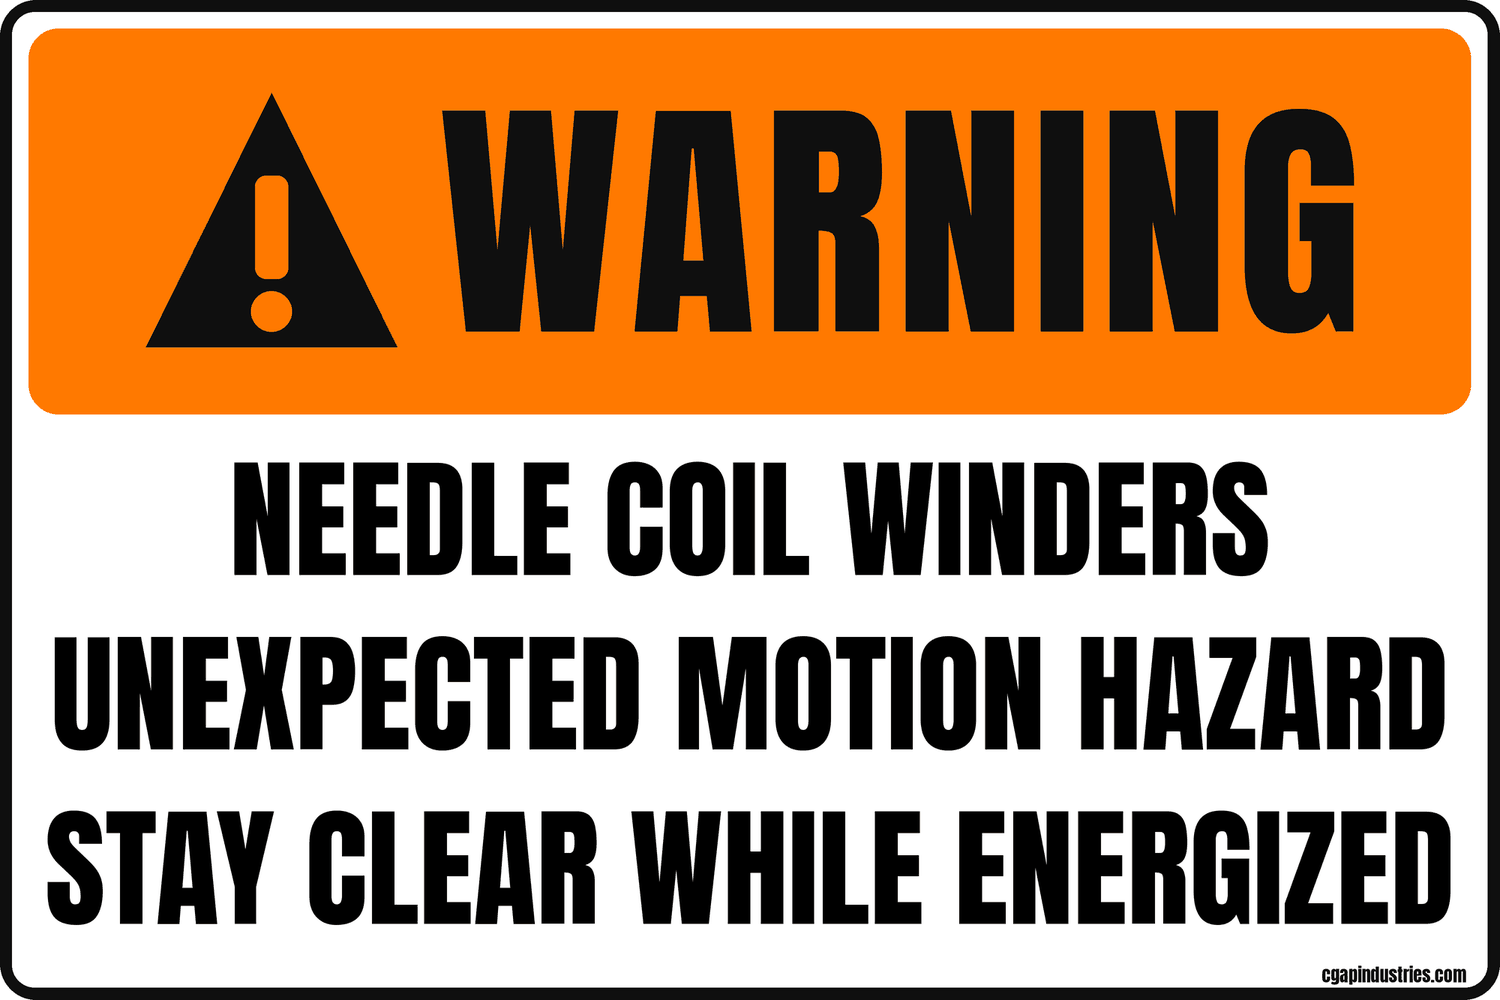 WARNING
NEEDLE COIL WINDERS
UNEXPECTED MOTION HAZARD
STAY CLEAR WHILE ENERGIZED
cgapindustries.com